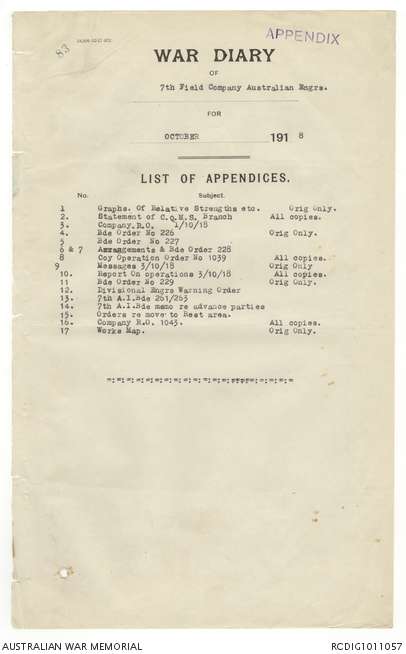 83
APPENDIX
WAR DIARY
OF
7th Field Company Australian Engrs.
FOR
OCTOBER 1918
LIST OF APPENDICES.
No. Subject.
1 Graphs. Of Relative Strengths etc. Orig Only.
2. Statement of C.Q.M.S. Branch All copies.
3. Company.R.O. 1/10/18
4. Bde Order No 226 Orig Only.
5 Bde Order No 227
6 & 7 Arrangements & Bde Order 228
8 Coy Operation Order No 1039 All copies.
9 Messages 3/10/18 Orig Only
10. Report On operations 3/10/18 All copies.
11 Bde Order No 229 Orig Only.
12. Divisional Engrs Warning Order
13. 7th A.I.Bde 261/263
14. 7th A.I.Bde memo re advance parties
15. Orders re move to Rest area.
16. Company R.O. 1043. All copies.
17 Works Map. Orig Only.
AUSTRALIAN WAR MEMORIAL RCDIG1011057